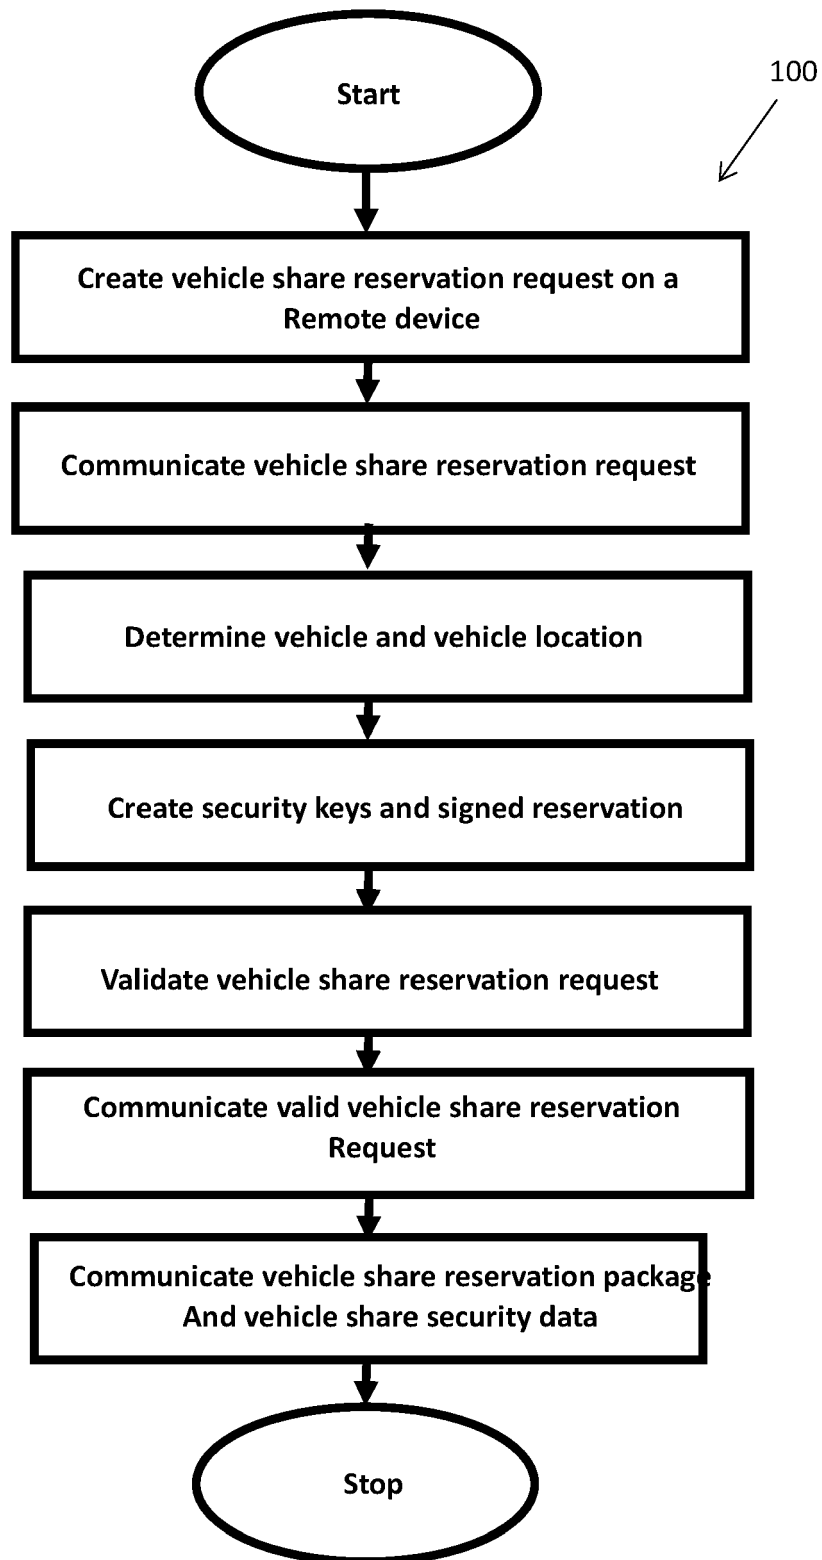 Start
100
Create vehicle share reservation request on a
Remote device
Communicate vehicle share reservation request
Determine vehicle and vehicle location
Create security keys and signed reservation
Validate vehicle share reservation request
Communicate valid vehicle share reservation
Request
Communicate vehicle share reservation package
And vehicle share security data
Stop